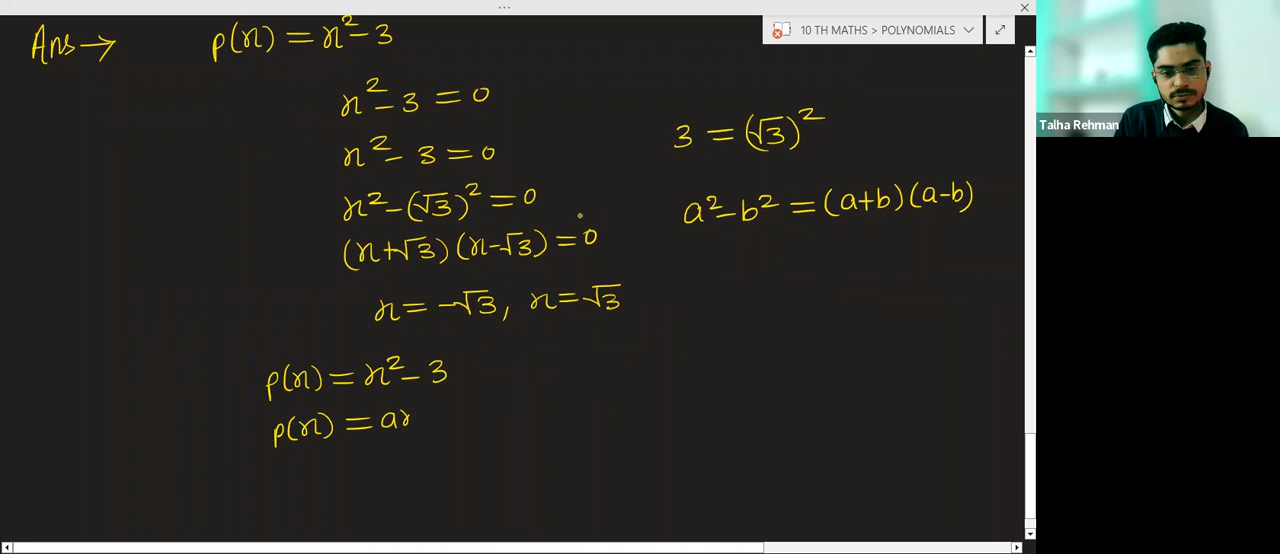 10 TH MATHS > POLYNOMIALS
Talha Rehman
Ans → p(x) = x² - 3
x² - 3 = 0
x² - 3 = 0
x² - (√3)² = 0
(x+√3) (x-√3) = 0
x = -√3, x = √3
p(x) = x² - 3
p(x) = ax
3 = (√3)²
a² - b² = (a+b) (a-b)